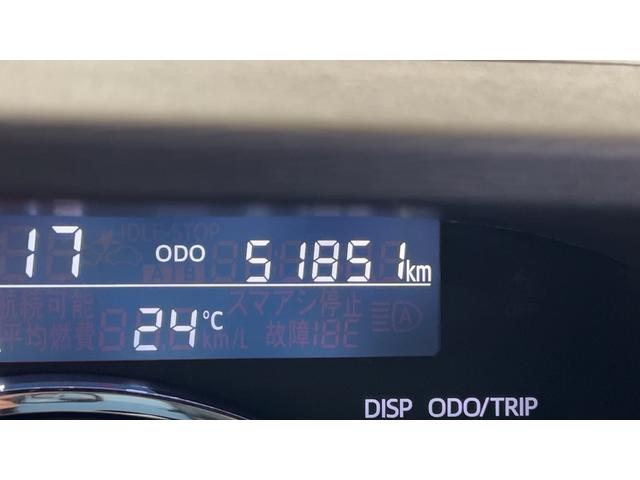 IDLE-STOP
17 ODO 51851km
AB
航続可能 スマアシ停止
24℃
平均燃費 km/L 故障
DISP ODO/TRIP